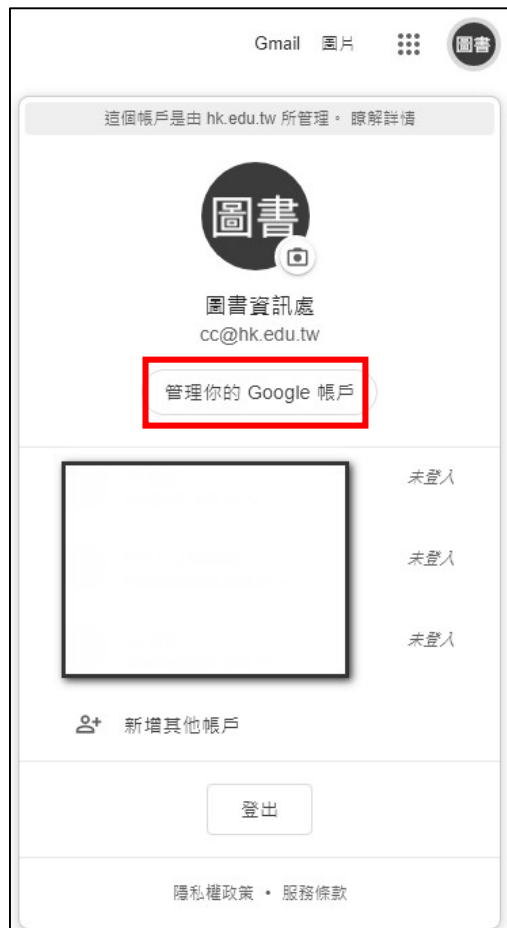 Gmail 圖片 圖書
這個帳戶是由 hk.edu.tw 所管理。 瞭解詳情
圖書
圖書資訊處
cc@hk.edu.tw
管理你的 Google 帳戶
未登入
未登入
未登入
新增其他帳戶
登出
隱私權政策 • 服務條款